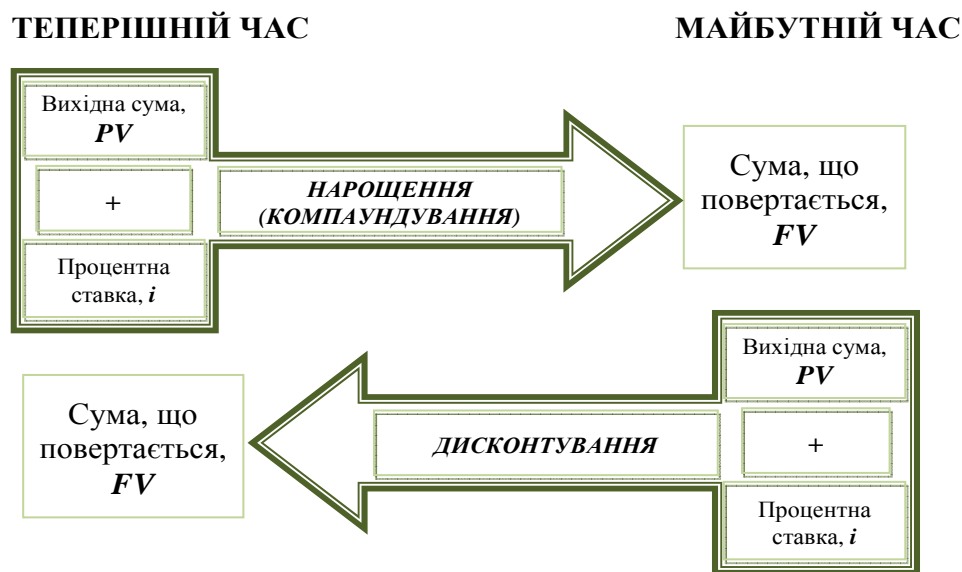 ТЕПЕРІШНІЙ ЧАС
МАЙБУТНІЙ ЧАС
Вихідна сума,
PV
+
Процентна
ставка, i
НАРОЩЕННЯ
(КОМПАУНДУВАННЯ)
Сума, що
повертається,
FV
Сума, що
повертається,
FV
ДИСКОНТУВАННЯ
Вихідна сума,
PV
+
Процентна
ставка, i